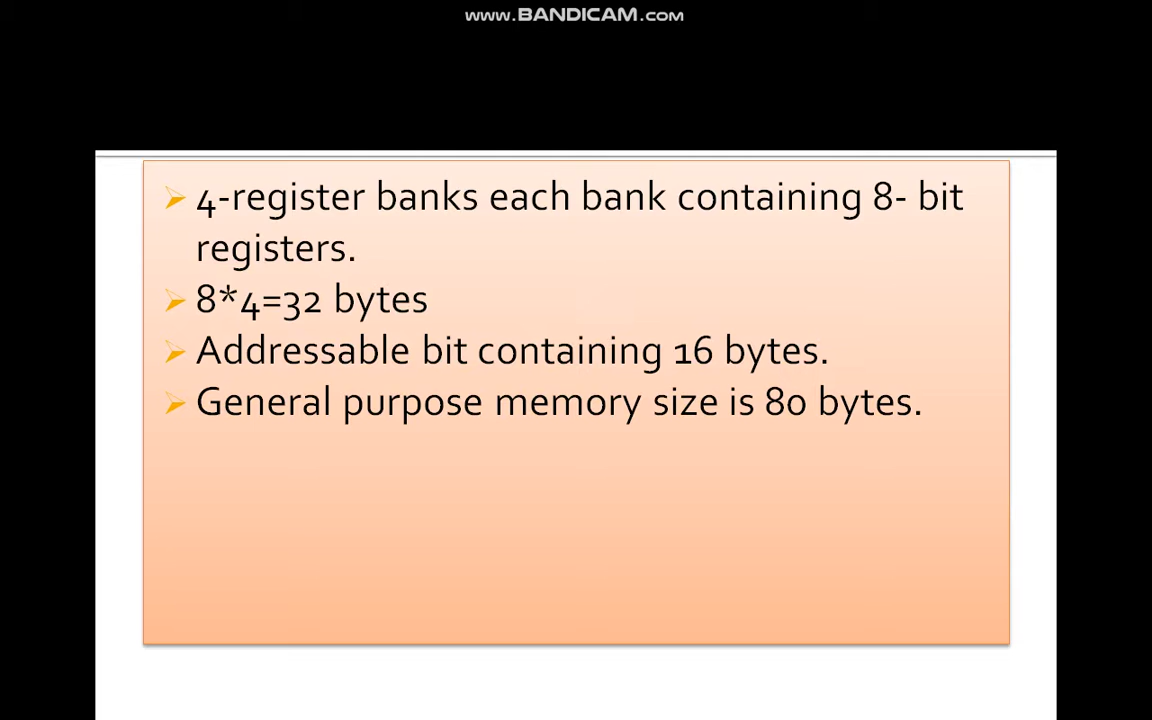 www.BANDICAM.com
4-register banks each bank containing 8- bit
registers.
8*4=32 bytes
Addressable bit containing 16 bytes.
General purpose memory size is 80 bytes.